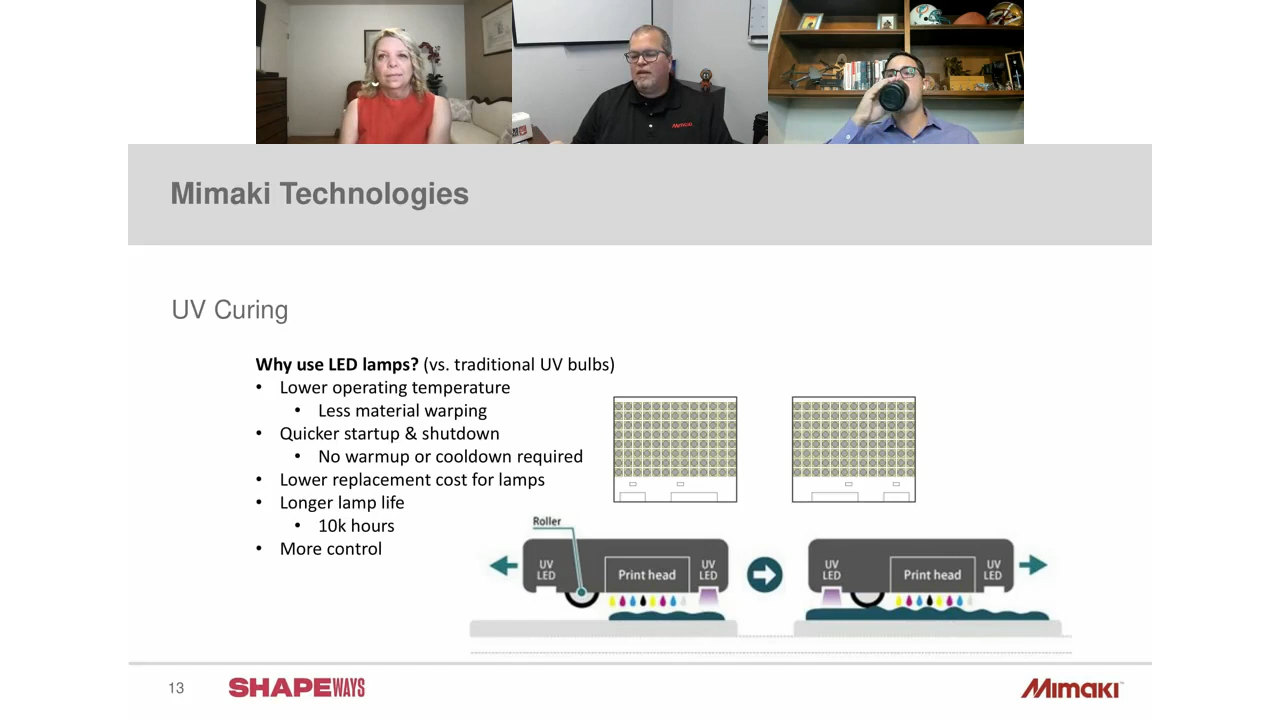 Mimaki
Mimaki Technologies
UV Curing
Why use LED lamps? (vs. traditional UV bulbs)
• Lower operating temperature
• Less material warping
• Quicker startup & shutdown
• No warmup or cooldown required
• Lower replacement cost for lamps
• Longer lamp life
• 10k hours
• More control
Roller
UV LED
Print head
UV LED
UV LED
Print head
UV LED
13
SHAPEWAYS
Mimaki™